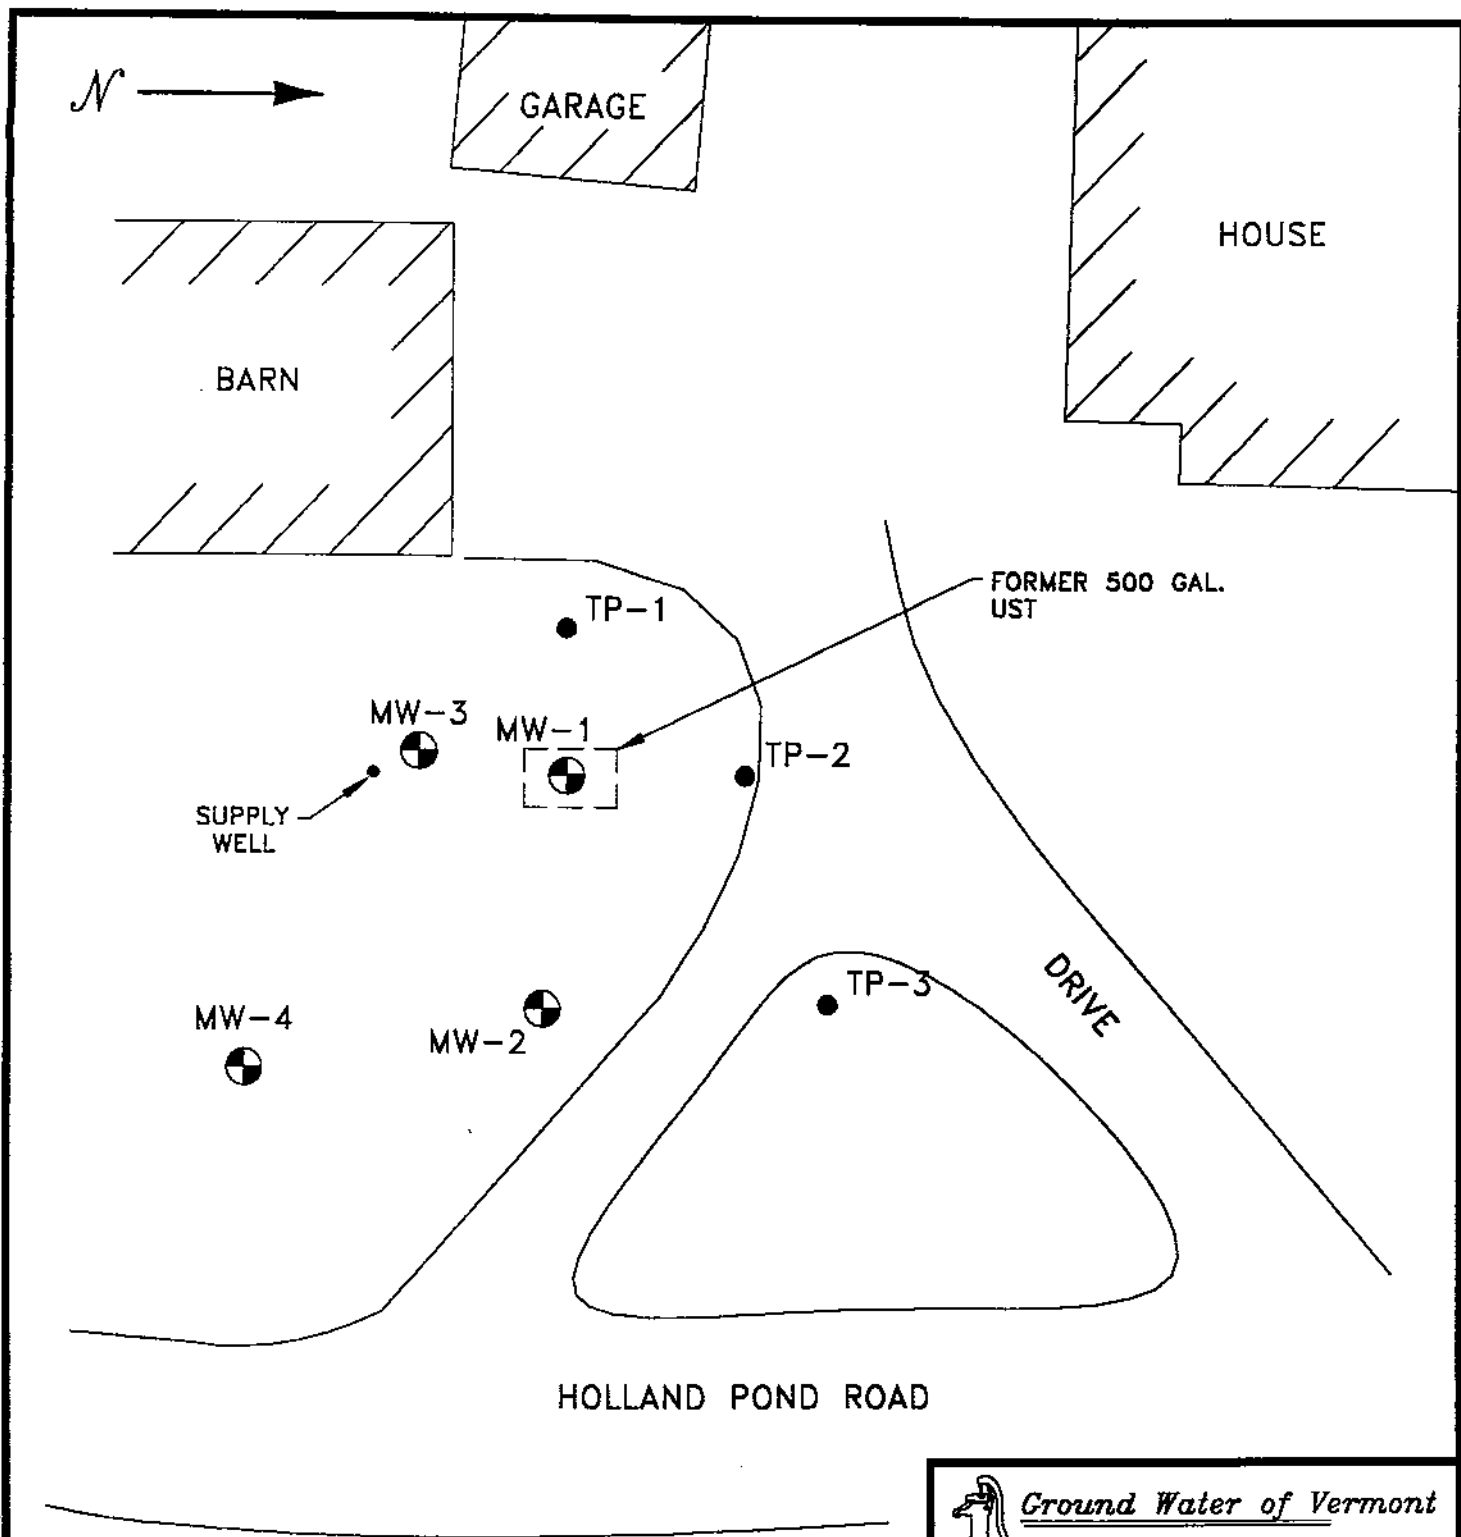 N
GARAGE
HOUSE
BARN
FORMER 500 GAL.
UST
TP-1
MW-3
MW-1
TP-2
SUPPLY
WELL
TP-3
DRIVE
MW-4
MW-2
HOLLAND POND ROAD
Ground Water of Vermont